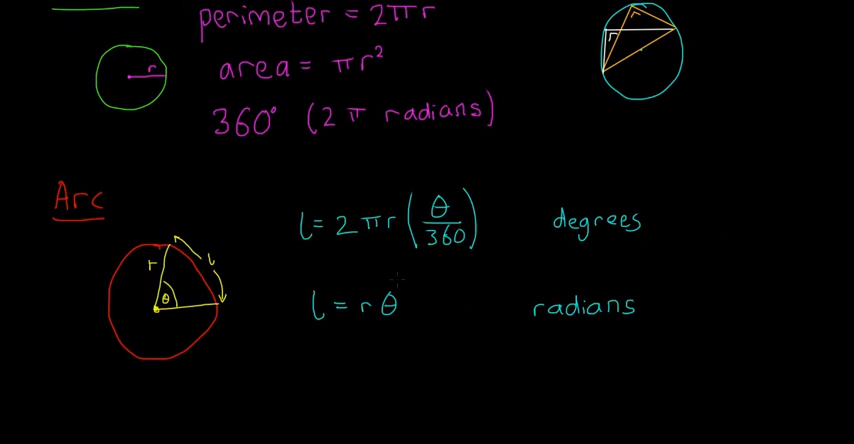 perimeter = 2πr
r
area = πr²
360° (2π radians)
Arc
l = 2πr(θ/360) degrees
r l
θ
l = rθ radians